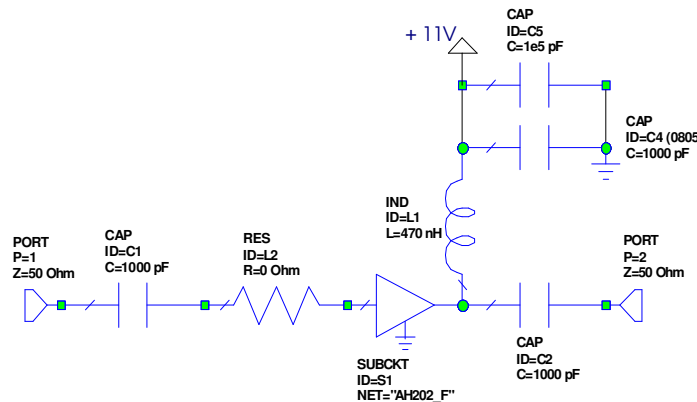 + 11V
CAP
ID=C5
C=1e5 pF
CAP
ID=C4 (0805
C=1000 pF
IND
ID=L1
L=470 nH
PORT
P=1
Z=50 Ohm
CAP
ID=C1
C=1000 pF
RES
ID=L2
R=0 Ohm
PORT
P=2
Z=50 Ohm
SUBCKT
ID=S1
NET="AH202_F"
CAP
ID=C2
C=1000 pF